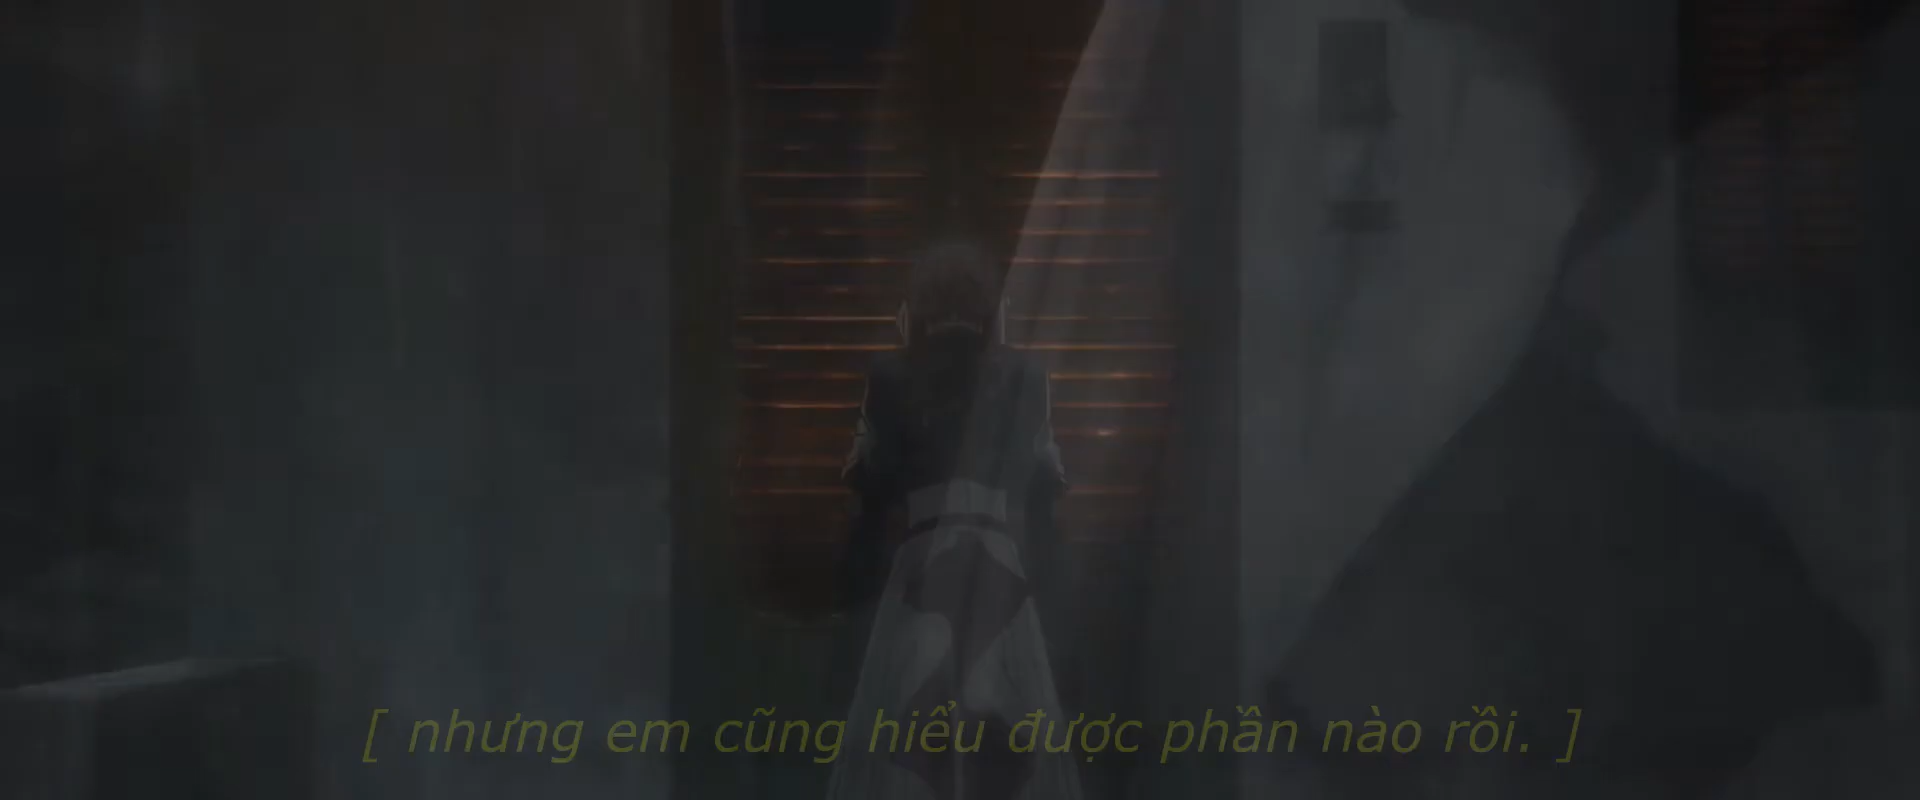 [ nhưng em cũng hiểu được phần nào rồi. ]